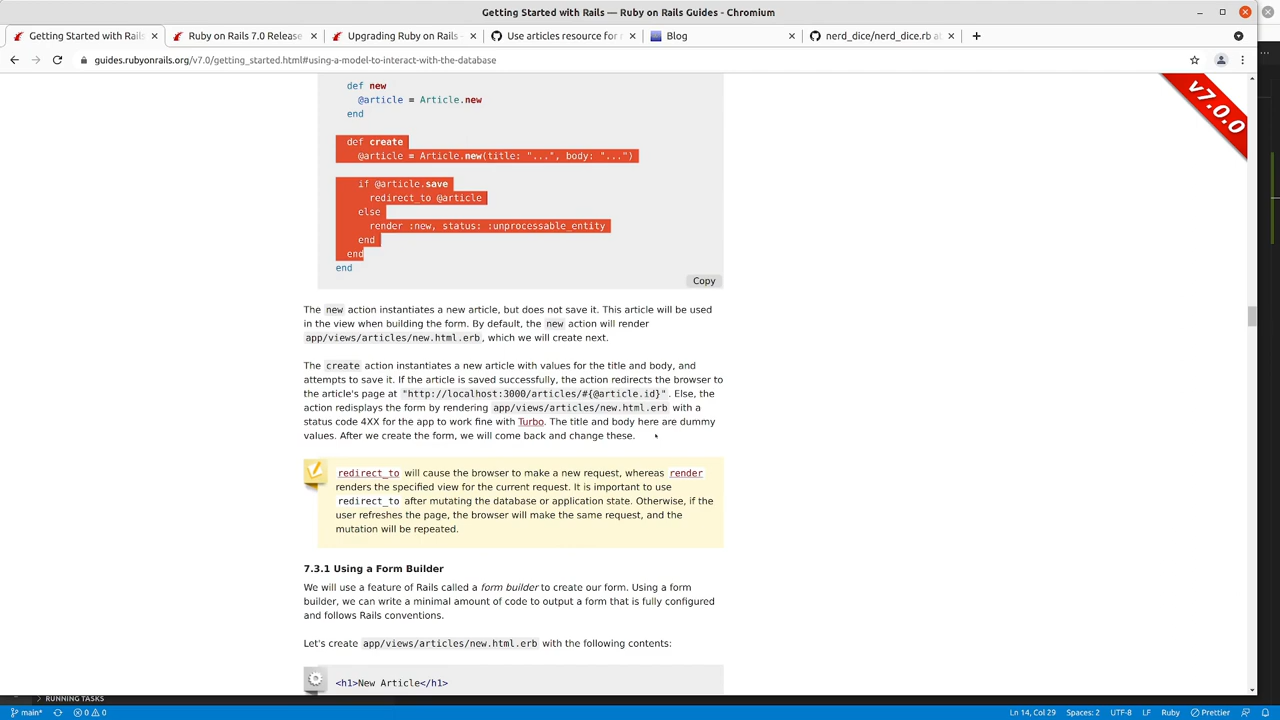 Getting Started with Rails — Ruby on Rails Guides - Chromium
Getting Started with Rails
Ruby on Rails 7.0 Release
Upgrading Ruby on Rails –
Use articles resource for r
Blog
nerd_dice/nerd_dice.rb at
guides.rubyonrails.org/v7.0/getting_started.html#using-a-model-to-interact-with-the-database
v7.0.0
def new
@article = Article.new
end
def create
@article = Article.new(title: "...", body: "...")
if @article.save
redirect_to @article
else
render :new, status: :unprocessable_entity
end
end
end
Copy
The new action instantiates a new article, but does not save it. This article will be used
in the view when building the form. By default, the new action will render
app/views/articles/new.html.erb, which we will create next.
The create action instantiates a new article with values for the title and body, and
attempts to save it. If the article is saved successfully, the action redirects the browser to
the article's page at "http://localhost:3000/articles/#{@article.id}". Else, the
action redisplays the form by rendering app/views/articles/new.html.erb with a
status code 4XX for the app to work fine with Turbo. The title and body here are dummy
values. After we create the form, we will come back and change these.
redirect_to will cause the browser to make a new request, whereas render
renders the specified view for the current request. It is important to use
redirect_to after mutating the database or application state. Otherwise, if the
user refreshes the page, the browser will make the same request, and the
mutation will be repeated.
7.3.1 Using a Form Builder
We will use a feature of Rails called a form builder to create our form. Using a form
builder, we can write a minimal amount of code to output a form that is fully configured
and follows Rails conventions.
Let's create app/views/articles/new.html.erb with the following contents:
<h1>New Article</h1>
RUNNING TASKS
main*
0
0
Ln 14, Col 29
Spaces: 2
UTF-8
LF
Ruby
Prettier